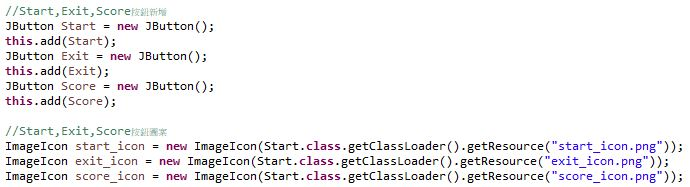 //Start,Exit,Score按鈕新增
JButton Start = new JButton();
this.add(Start);
JButton Exit = new JButton();
this.add(Exit);
JButton Score = new JButton();
this.add(Score);
//Start,Exit,Score按鈕圖案
ImageIcon start_icon = new ImageIcon(Start.class.getClassLoader().getResource("start_icon.png"));
ImageIcon exit_icon = new ImageIcon(Start.class.getClassLoader().getResource("exit_icon.png"));
ImageIcon score_icon = new ImageIcon(Start.class.getClassLoader().getResource("score_icon.png"));